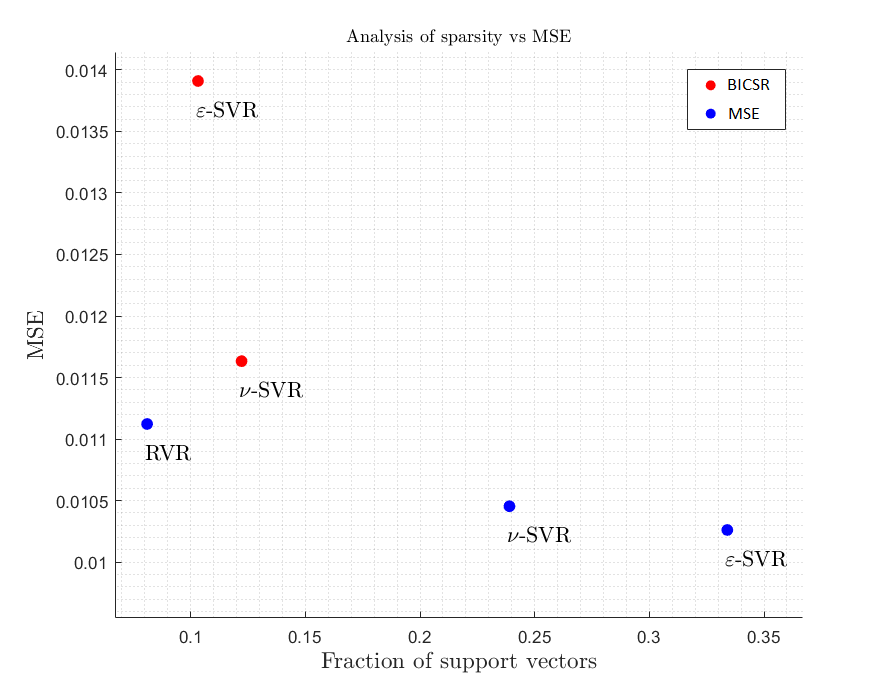 Analysis of sparsity vs MSE
BICSR
MSE
0.014
0.0135
0.013
0.0125
0.012
0.0115
0.011
0.0105
0.01
MSE
ε-SVR
ν-SVR
RVR
ν-SVR
ε-SVR
0.1 0.15 0.2 0.25 0.3 0.35
Fraction of support vectors